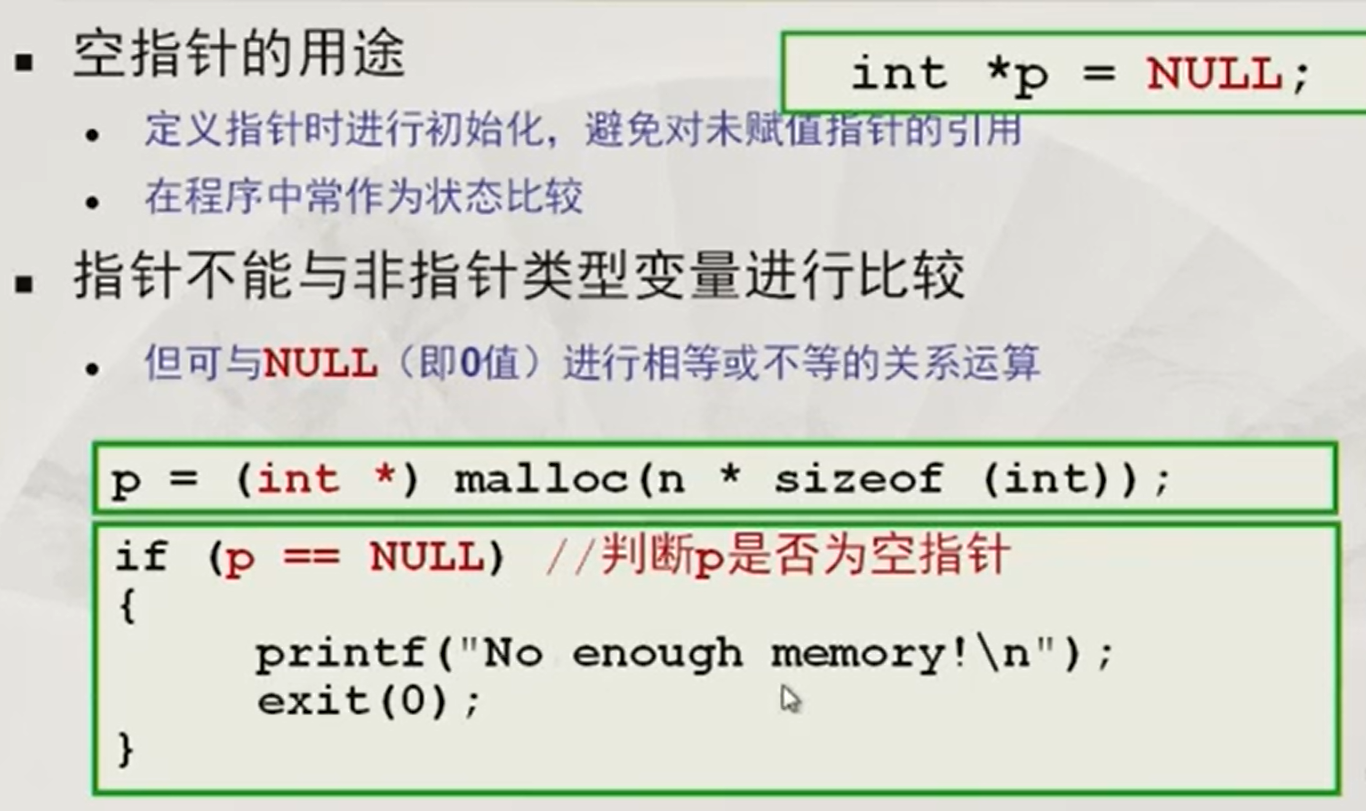 空指针的用途
int *p = NULL;
定义指针时进行初始化，避免对未赋值指针的引用
在程序中常作为状态比较
指针不能与非指针类型变量进行比较
但可与NULL（即0值）进行相等或不等的关系运算
p = (int *) malloc(n * sizeof (int));
if (p == NULL) //判断p是否为空指针
{
printf("No enough memory!\n");
exit(0);
}